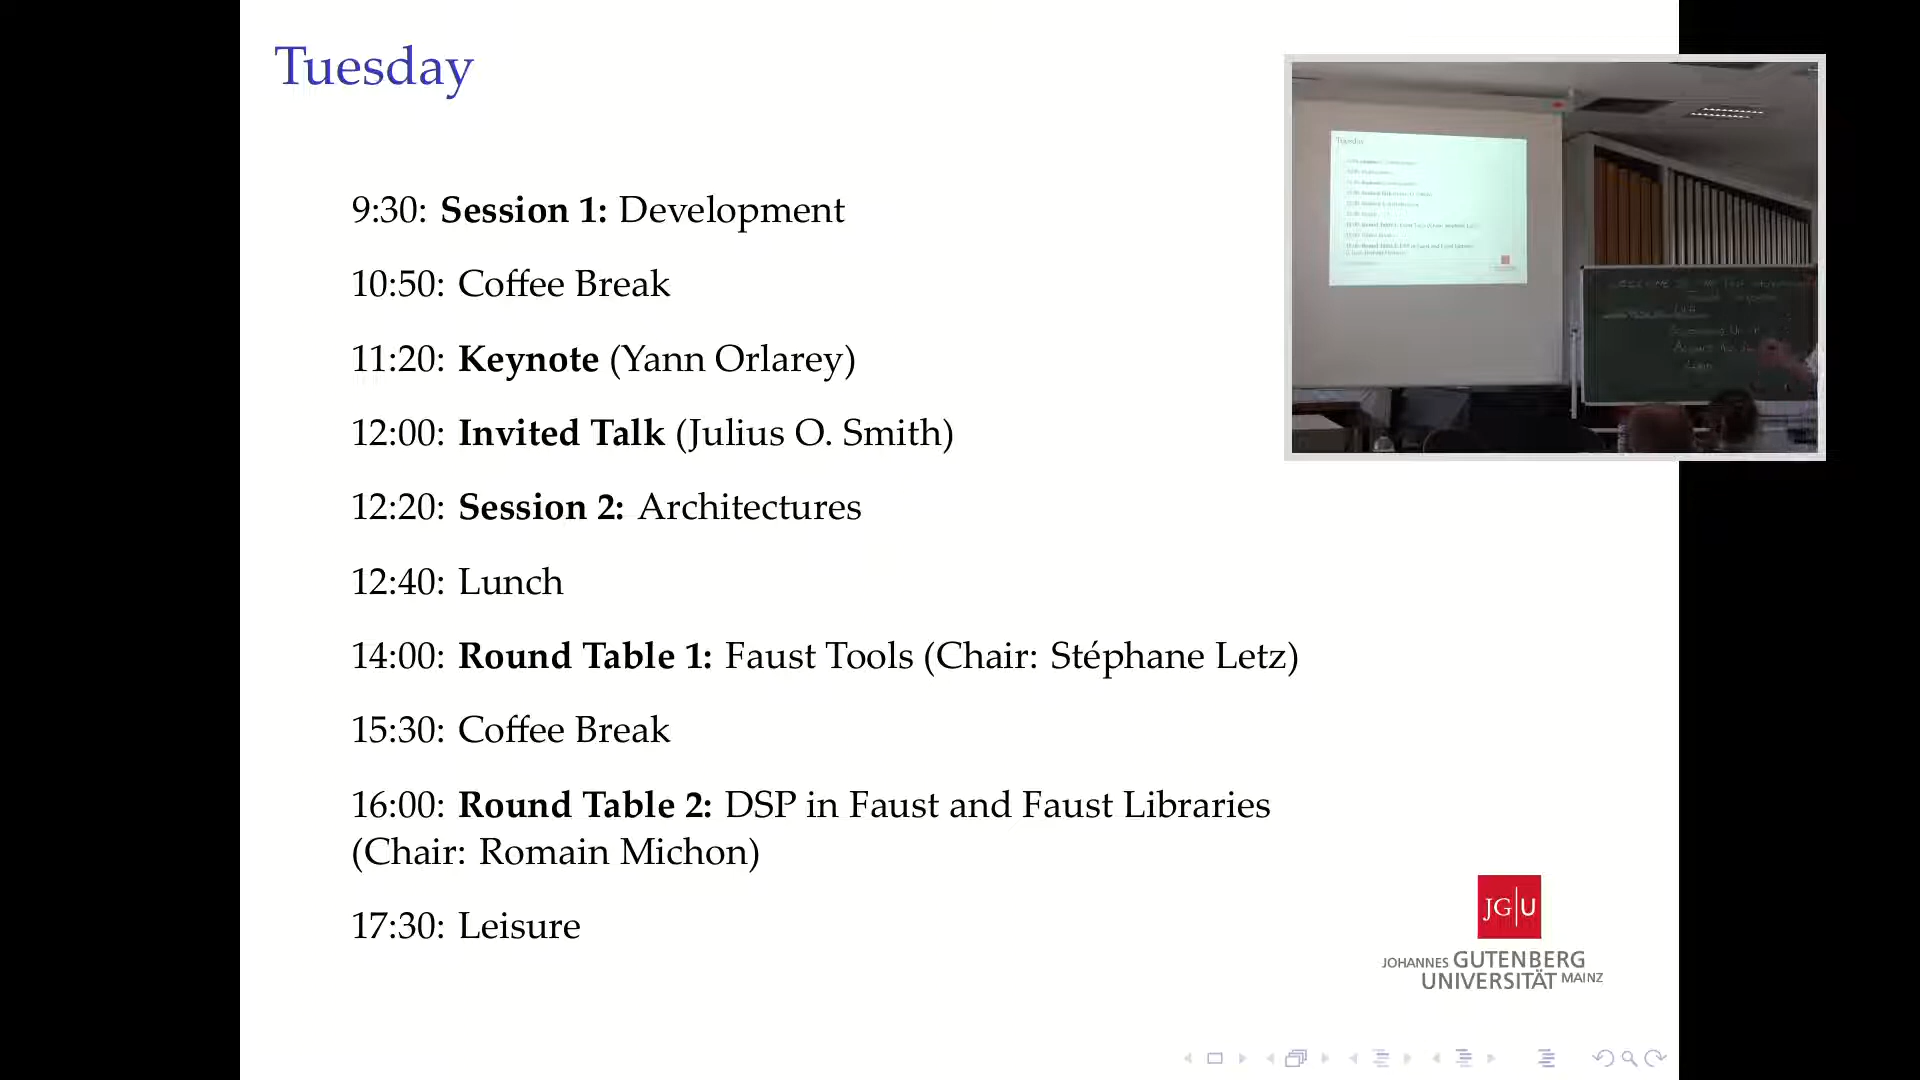 Tuesday
9:30: Session 1: Development
10:50: Coffee Break
11:20: Keynote (Yann Orlarey)
12:00: Invited Talk (Julius O. Smith)
12:20: Session 2: Architectures
12:40: Lunch
14:00: Round Table 1: Faust Tools (Chair: Stéphane Letz)
15:30: Coffee Break
16:00: Round Table 2: DSP in Faust and Faust Libraries
(Chair: Romain Michon)
17:30: Leisure
JG|U
JOHANNES GUTENBERG
UNIVERSITÄT MAINZ
Tuesday